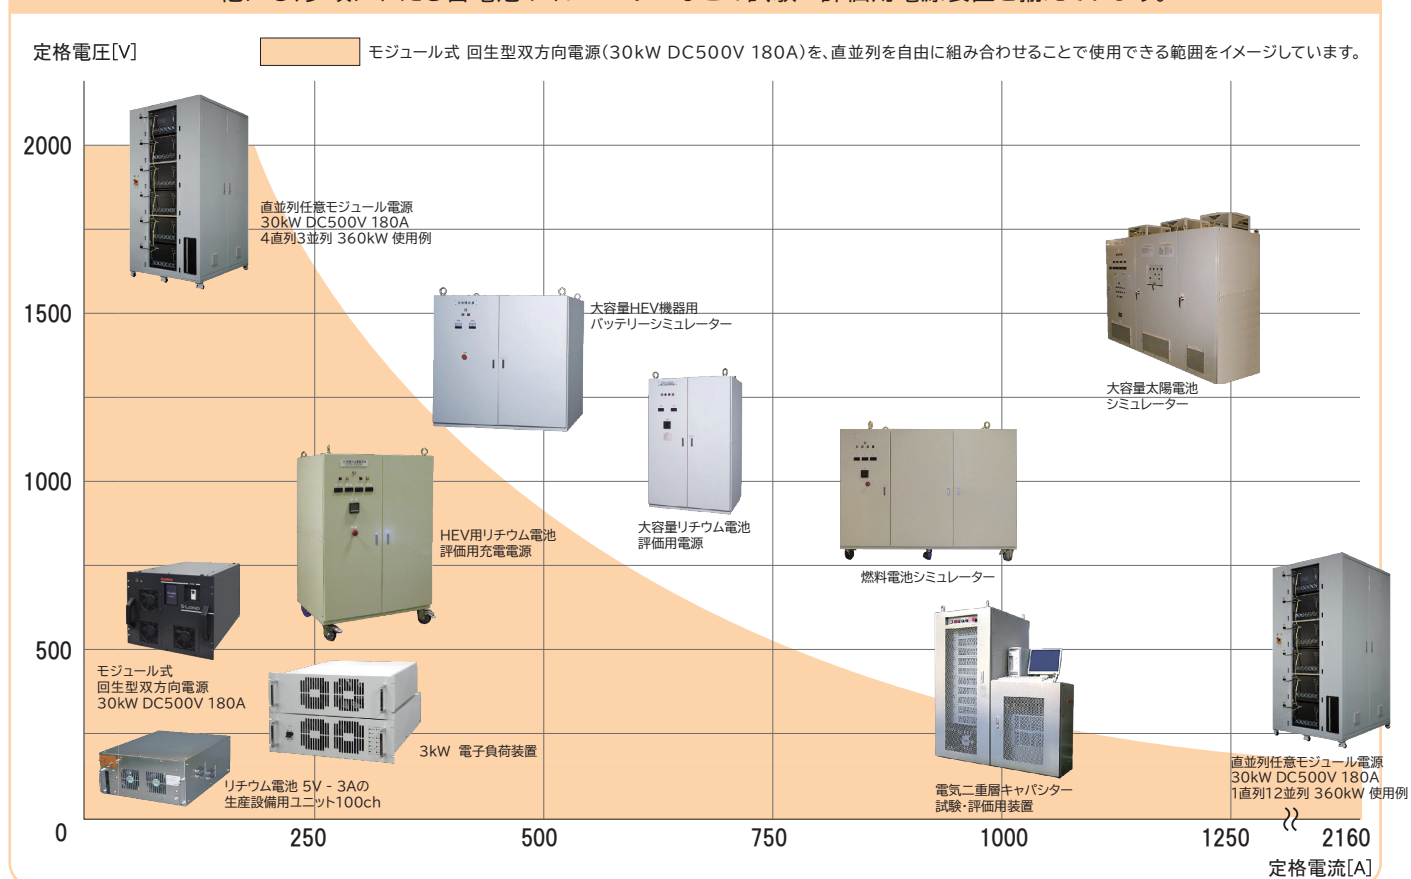 定格電圧[V]
モジュール式 回生型双方向電源(30kW DC500V 180A)を、直並列を自由に組み合わせることで使用できる範囲をイメージしています。
2000
直並列任意モジュール電源
30kW DC500V 180A
4直列3並列 360kW 使用例
1500
大容量HEV機器用
バッテリーシミュレーター
大容量太陽電池
シミュレーター
1000
HEV用リチウム電池
評価用充電電源
大容量リチウム電池
評価用電源
燃料電池シミュレーター
500
モジュール式
回生型双方向電源
30kW DC500V 180A
3kW 電子負荷装置
リチウム電池 5V - 3Aの
生産設備用ユニット100ch
電気二重層キャパシター
試験・評価用装置
直並列任意モジュール電源
30kW DC500V 180A
1直列12並列 360kW 使用例
0
250
500
750
1000
1250
2160
定格電流[A]